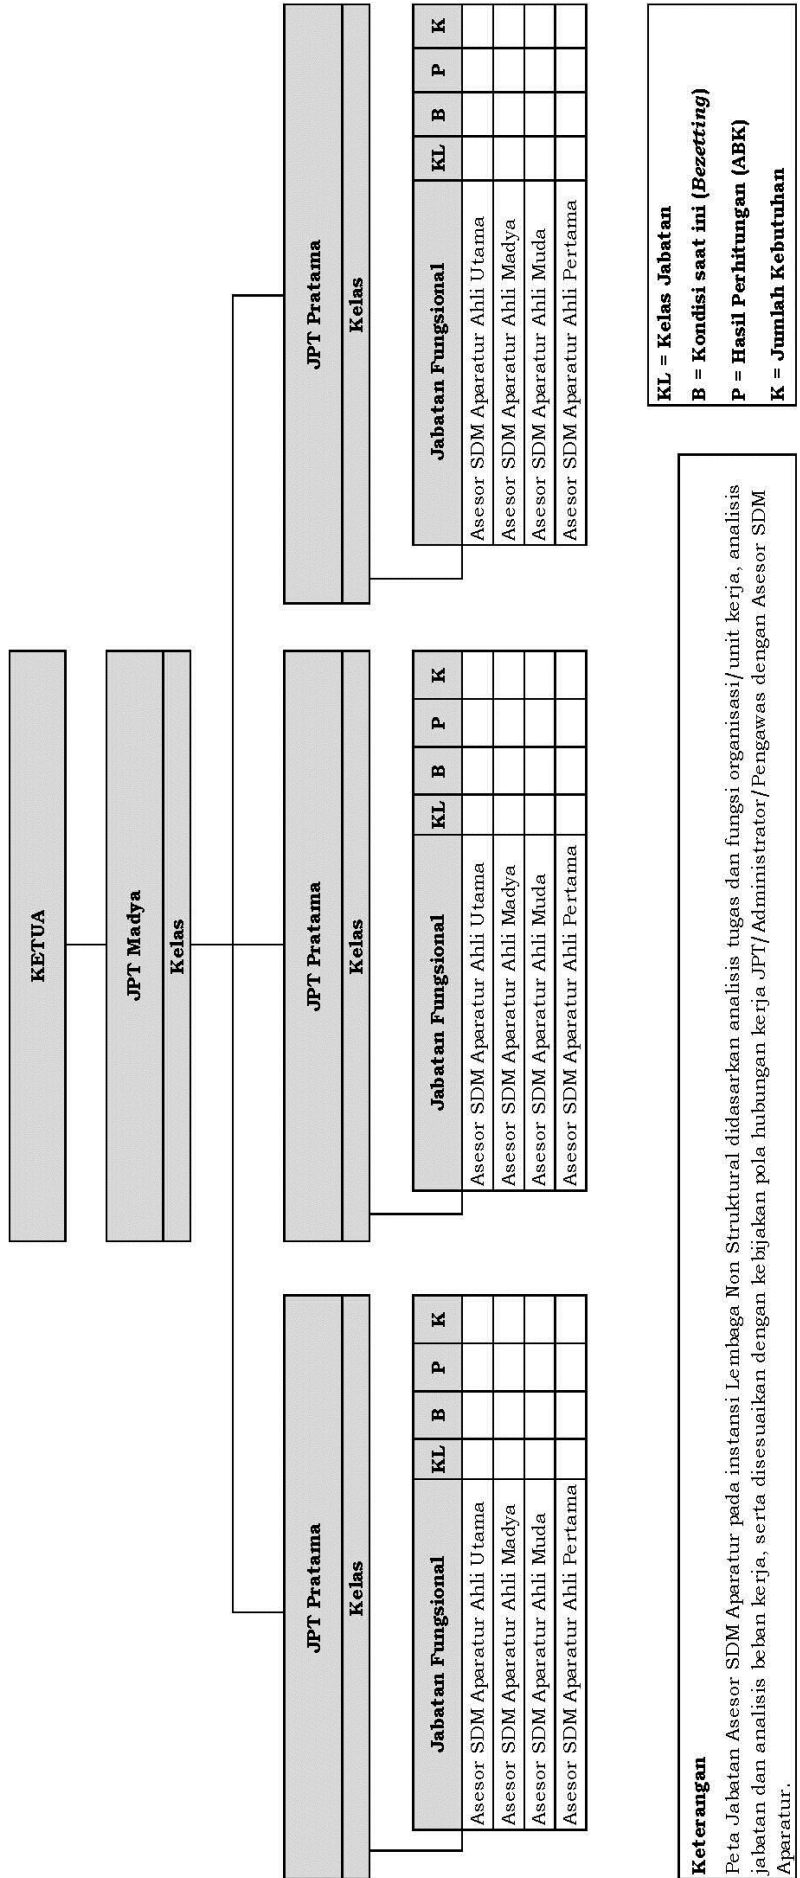 KETUA
JPT Madya
Kelas
JPT Pratama
Kelas
Jabatan Fungsional KL B P K
Asesor SDM Aparatur Ahli Utama
Asesor SDM Aparatur Ahli Madya
Asesor SDM Aparatur Ahli Muda
Asesor SDM Aparatur Ahli Pertama
JPT Pratama
Kelas
Jabatan Fungsional KL B P K
Asesor SDM Aparatur Ahli Utama
Asesor SDM Aparatur Ahli Madya
Asesor SDM Aparatur Ahli Muda
Asesor SDM Aparatur Ahli Pertama
JPT Pratama
Kelas
Jabatan Fungsional KL B P K
Asesor SDM Aparatur Ahli Utama
Asesor SDM Aparatur Ahli Madya
Asesor SDM Aparatur Ahli Muda
Asesor SDM Aparatur Ahli Pertama
Keterangan
Peta Jabatan Asesor SDM Aparatur pada instansi Lembaga Non Struktural didasarkan analisis tugas dan fungsi organisasi/unit kerja, analisis
jabatan dan analisis beban kerja, serta disesuaikan dengan kebijakan pola hubungan kerja JPT/Administrator/Pengawas dengan Asesor SDM
Aparatur.
KL = Kelas Jabatan
B = Kondisi saat ini (Bezetting)
P = Hasil Perhitungan (ABK)
K = Jumlah Kebutuhan